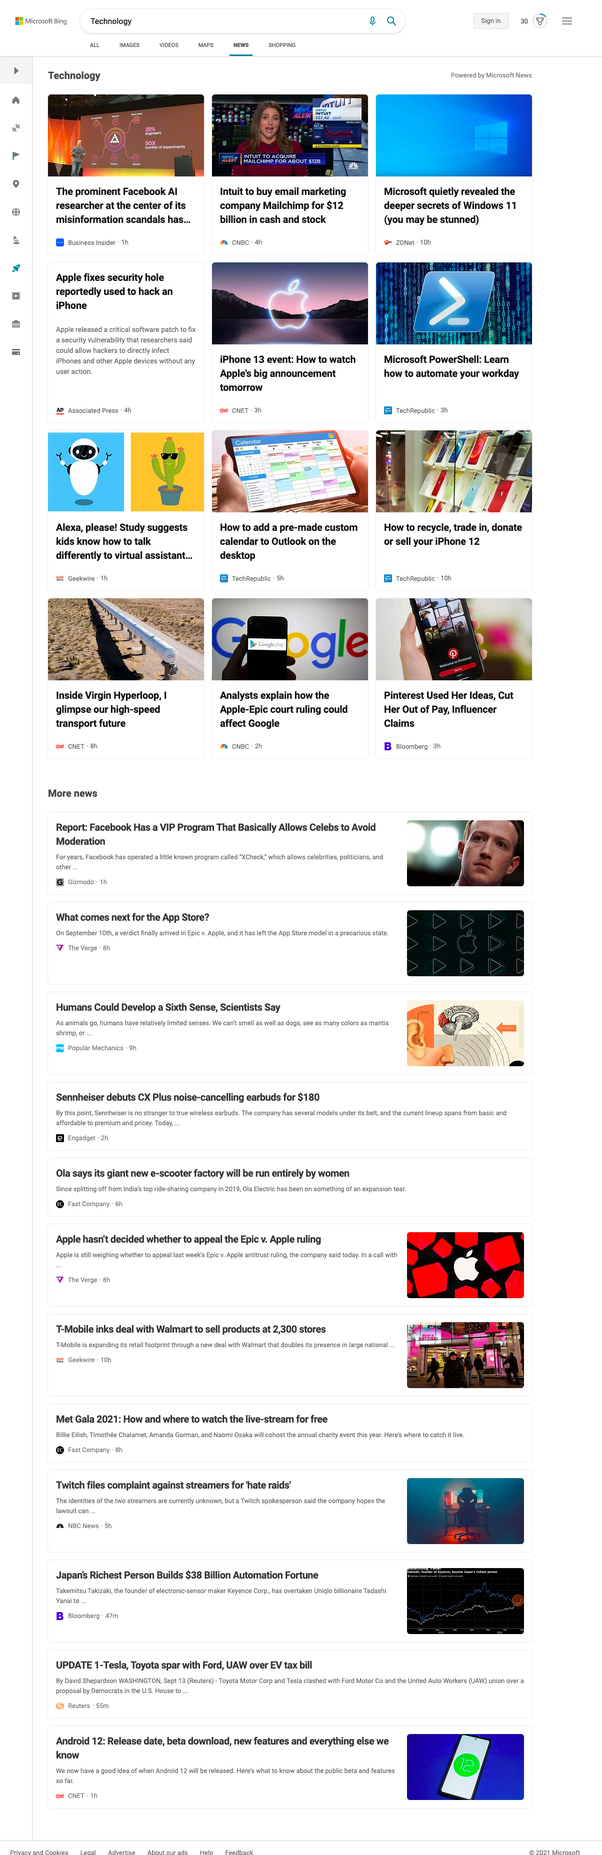 Microsoft Bing
Technology
Sign in
30
ALL
IMAGES
VIDEOS
MAPS
NEWS
SHOPPING
Technology
Powered by Microsoft News
25%
engineers
50X
number of experiments
The prominent Facebook AI
researcher at the center of its
misinformation scandals has...
Business Insider · 1h
INTUIT
INTUIT TO ACQUIRE
MAILCHIMP FOR ABOUT $12B
Intuit to buy email marketing
company Mailchimp for $12
billion in cash and stock
CNBC · 4h
Microsoft quietly revealed the
deeper secrets of Windows 11
(you may be stunned)
ZDNet · 10h
Apple fixes security hole
reportedly used to hack an
iPhone
Apple released a critical software patch to fix
a security vulnerability that researchers said
could allow hackers to directly infect
iPhones and other Apple devices without any
user action.
AP Associated Press · 4h
iPhone 13 event: How to watch
Apple's big announcement
tomorrow
CNET · 3h
Microsoft PowerShell: Learn
how to automate your workday
TechRepublic · 3h
Alexa, please! Study suggests
kids know how to talk
differently to virtual assistant...
Geekwire · 1h
Calendar
How to add a pre-made custom
calendar to Outlook on the
desktop
TechRepublic · 5h
How to recycle, trade in, donate
or sell your iPhone 12
TechRepublic · 10h
Inside Virgin Hyperloop, I
glimpse our high-speed
transport future
CNET · 8h
Google play
Analysts explain how the
Apple-Epic court ruling could
affect Google
CNBC · 2h
Pinterest Used Her Ideas, Cut
Her Out of Pay, Influencer
Claims
Bloomberg · 3h
More news
Report: Facebook Has a VIP Program That Basically Allows Celebs to Avoid
Moderation
For years, Facebook has operated a little known program called "XCheck," which allows celebrities, politicians, and
other ...
Gizmodo · 1h
What comes next for the App Store?
On September 10th, a verdict finally arrived in Epic v. Apple, and it has left the App Store model in a precarious state.
The Verge · 8h
Humans Could Develop a Sixth Sense, Scientists Say
As animals go, humans have relatively limited senses. We can't smell as well as dogs, see as many colors as mantis
shrimp, or ...
Popular Mechanics · 9h
Sennheiser debuts CX Plus noise-cancelling earbuds for $180
By this point, Sennheiser is no stranger to true wireless earbuds. The company has several models under its belt, and the current lineup spans from basic and
affordable to premium and pricey. Today, ...
Engadget · 2h
Ola says its giant new e-scooter factory will be run entirely by women
Since splitting off from India's top ride-sharing company in 2019, Ola Electric has been on something of an expansion tear.
Fast Company · 6h
Apple hasn't decided whether to appeal the Epic v. Apple ruling
Apple is still weighing whether to appeal last week's Epic v. Apple antitrust ruling, the company said today. In a call with
...
The Verge · 8h
T-Mobile inks deal with Walmart to sell products at 2,300 stores
T-Mobile is expanding its retail footprint through a new deal with Walmart that doubles its presence in large national ...
Geekwire · 10h
Met Gala 2021: How and where to watch the live-stream for free
Billie Eilish, Timothée Chalamet, Amanda Gorman, and Naomi Osaka will cohost the annual charity event this year. Here's where to catch it live.
Fast Company · 8h
Twitch files complaint against streamers for 'hate raids'
The identities of the two streamers are currently unknown, but a Twitch spokesperson said the company hopes the
lawsuit can ...
NBC News · 5h
Japan's Richest Person Builds $38 Billion Automation Fortune
Takemitsu Takizaki, the founder of electronic-sensor maker Keyence Corp., has overtaken Uniqlo billionaire Tadashi
Yanai to ...
Bloomberg · 47m
UPDATE 1-Tesla, Toyota spar with Ford, UAW over EV tax bill
By David Shepardson WASHINGTON, Sept 13 (Reuters) - Toyota Motor Corp and Tesla clashed with Ford Motor Co and the United Auto Workers (UAW) union over a
proposal by Democrats in the U.S. House to ...
Reuters · 55m
Android 12: Release date, beta download, new features and everything else we
know
We now have a good idea of when Android 12 will be released. Here's what to know about the public beta and features
so far.
CNET · 1h
12
Privacy and Cookies
Legal
Advertise
About our ads
Help
Feedback
© 2021 Microsoft